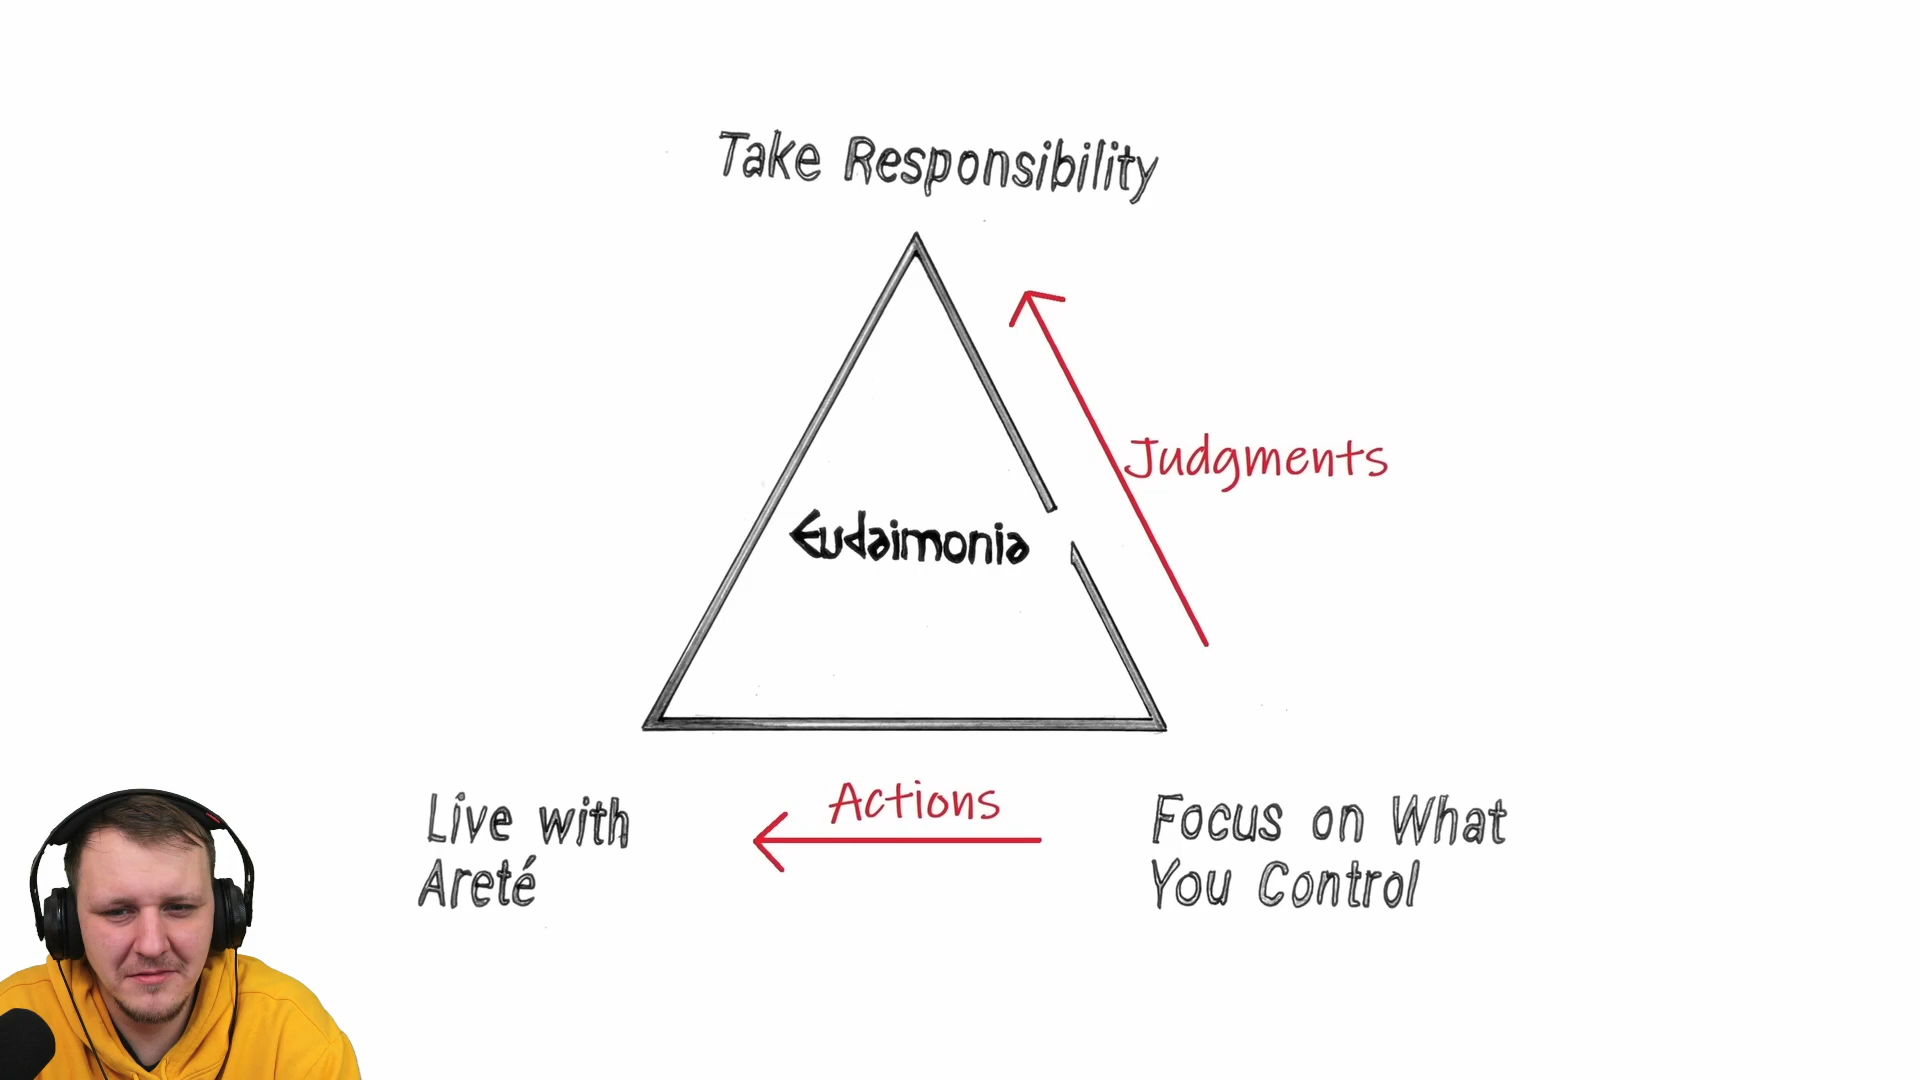 Take Responsibility
Judgments
Eudaimonia
Actions
Live with
Areté
Focus on What
You Control